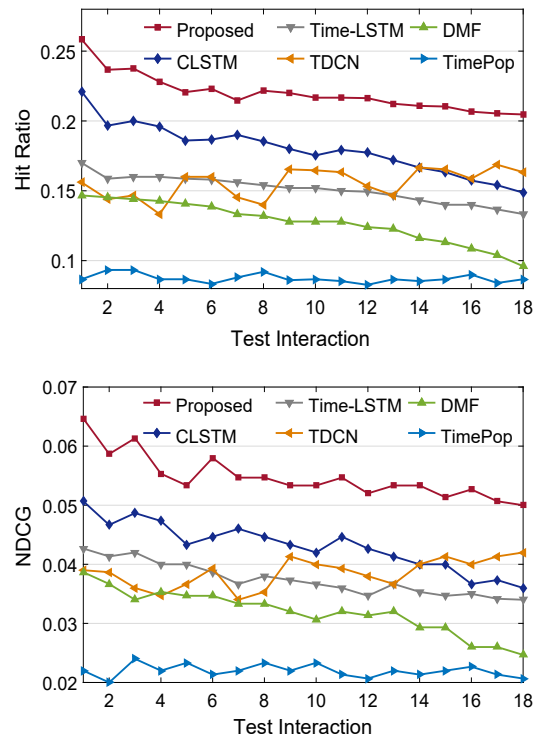 Proposed Time-LSTM DMF
CLSTM TDCN TimePop
Hit Ratio
0.25
0.2
0.15
0.1
2 4 6 8 10 12 14 16 18
Test Interaction
Proposed Time-LSTM DMF
CLSTM TDCN TimePop
NDCG
0.07
0.06
0.05
0.04
0.03
0.02
2 4 6 8 10 12 14 16 18
Test Interaction